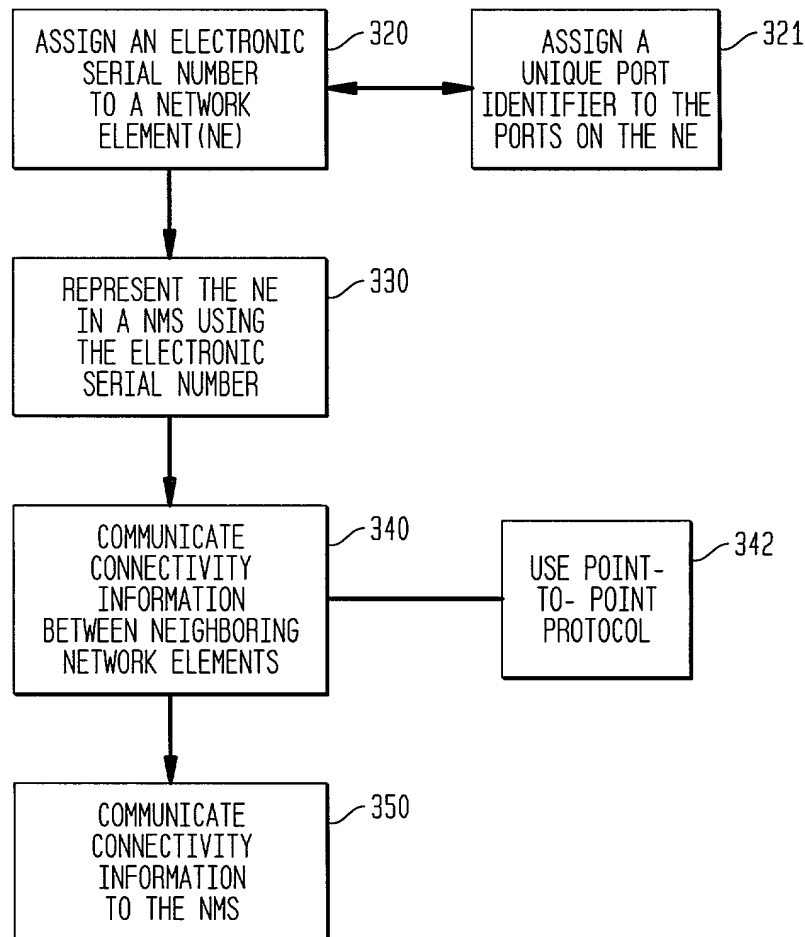 ASSIGN AN ELECTRONIC
SERIAL NUMBER
TO A NETWORK
ELEMENT(NE)
320
ASSIGN A
UNIQUE PORT
IDENTIFIER TO THE
PORTS ON THE NE
321
REPRESENT THE NE
IN A NMS USING
THE ELECTRONIC
SERIAL NUMBER
330
COMMUNICATE
CONNECTIVITY
INFORMATION
BETWEEN NEIGHBORING
NETWORK ELEMENTS
340
USE POINT-
TO- POINT
PROTOCOL
342
COMMUNICATE
CONNECTIVITY
INFORMATION
TO THE NMS
350